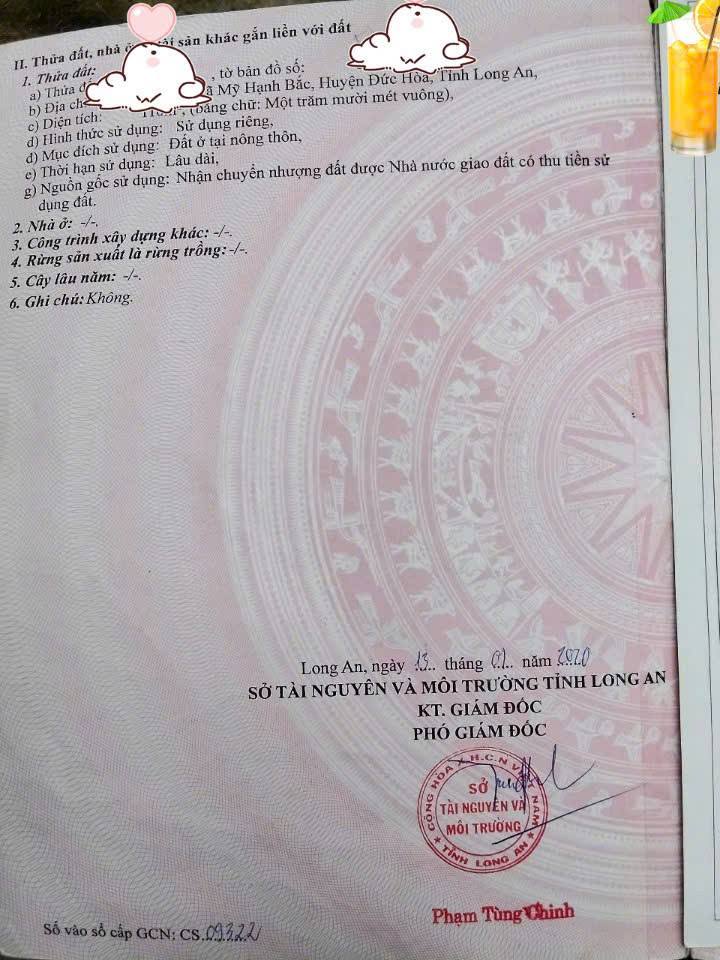 II. Thửa đất, nhà ở sản khác gắn liền với đất
1. Thửa đất:
a) Thửa đ , tờ bản đồ số:
b) Địa ch ã Mỹ Hạnh Bắc, Huyện Đức Hòa, Tỉnh Long An,
c) Diện tích: (bằng chữ: Một trăm mười mét vuông),
d) Hình thức sử dụng: Sử dụng riêng,
đ) Mục đích sử dụng: Đất ở tại nông thôn,
e) Thời hạn sử dụng: Lâu dài,
g) Nguồn gốc sử dụng: Nhận chuyển nhượng đất được Nhà nước giao đất có thu tiền sử
dụng đất.
2. Nhà ở: -/-.
3. Công trình xây dựng khác: -/-.
4. Rừng sản xuất là rừng trồng: -/-.
5. Cây lâu năm: -/-.
6. Ghi chú: Không.
Long An, ngày 13.. tháng .. năm 2020
SỞ TÀI NGUYÊN VÀ MÔI TRƯỜNG TỈNH LONG AN
KT. GIÁM ĐỐC
PHÓ GIÁM ĐỐC
CỘNG HÒA X.H.C.N VIỆT NAM
SỞ
TÀI NGUYÊN VÀ
MÔI TRƯỜNG
★ TỈNH LONG AN ★
Phạm Tùng Chinh
Số vào sổ cấp GCN: CS.09322